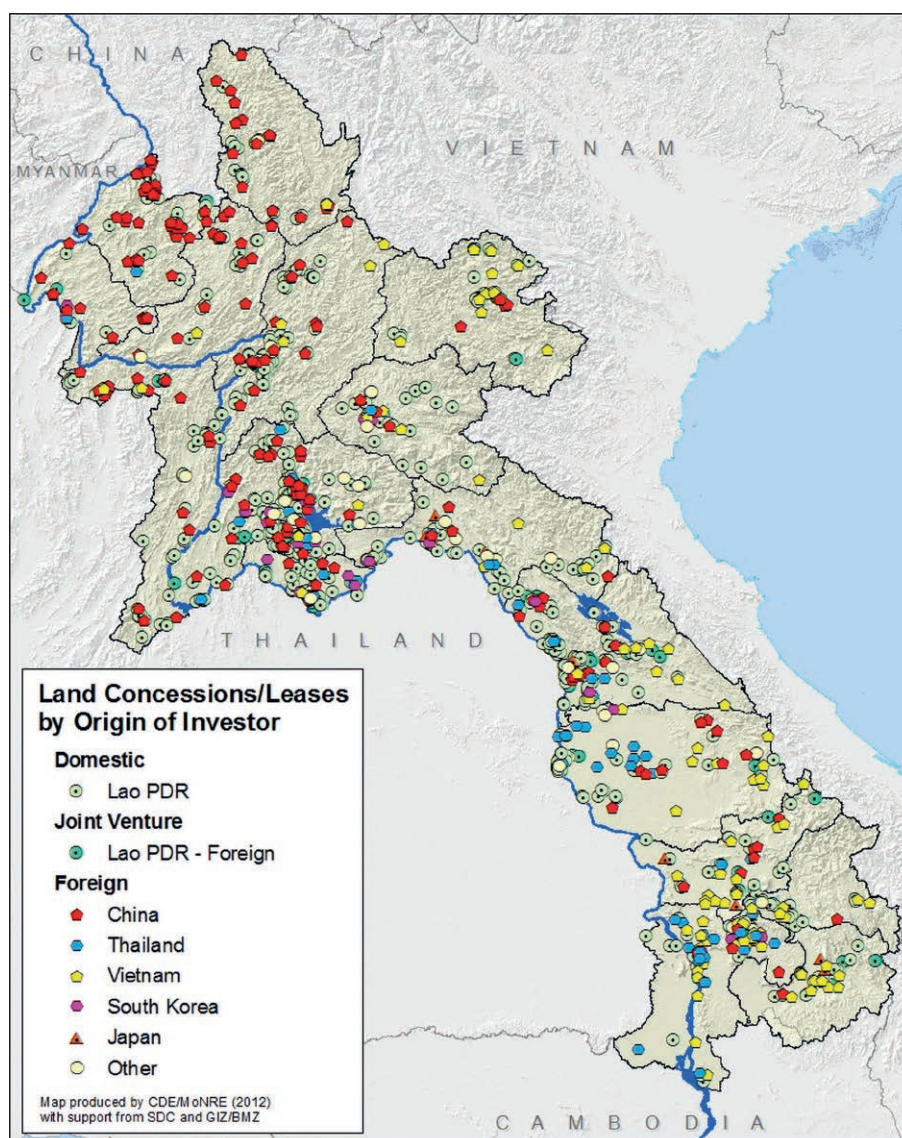 CHINA
VIETNAM
MYANMAR
THAILAND
Land Concessions/Leases
by Origin of Investor
Domestic
Lao PDR
Joint Venture
Lao PDR - Foreign
Foreign
China
Thailand
Vietnam
South Korea
Japan
Other
Map produced by CDE/MoNRE (2012)
with support from SDC and GIZ/BMZ
CAMBODIA